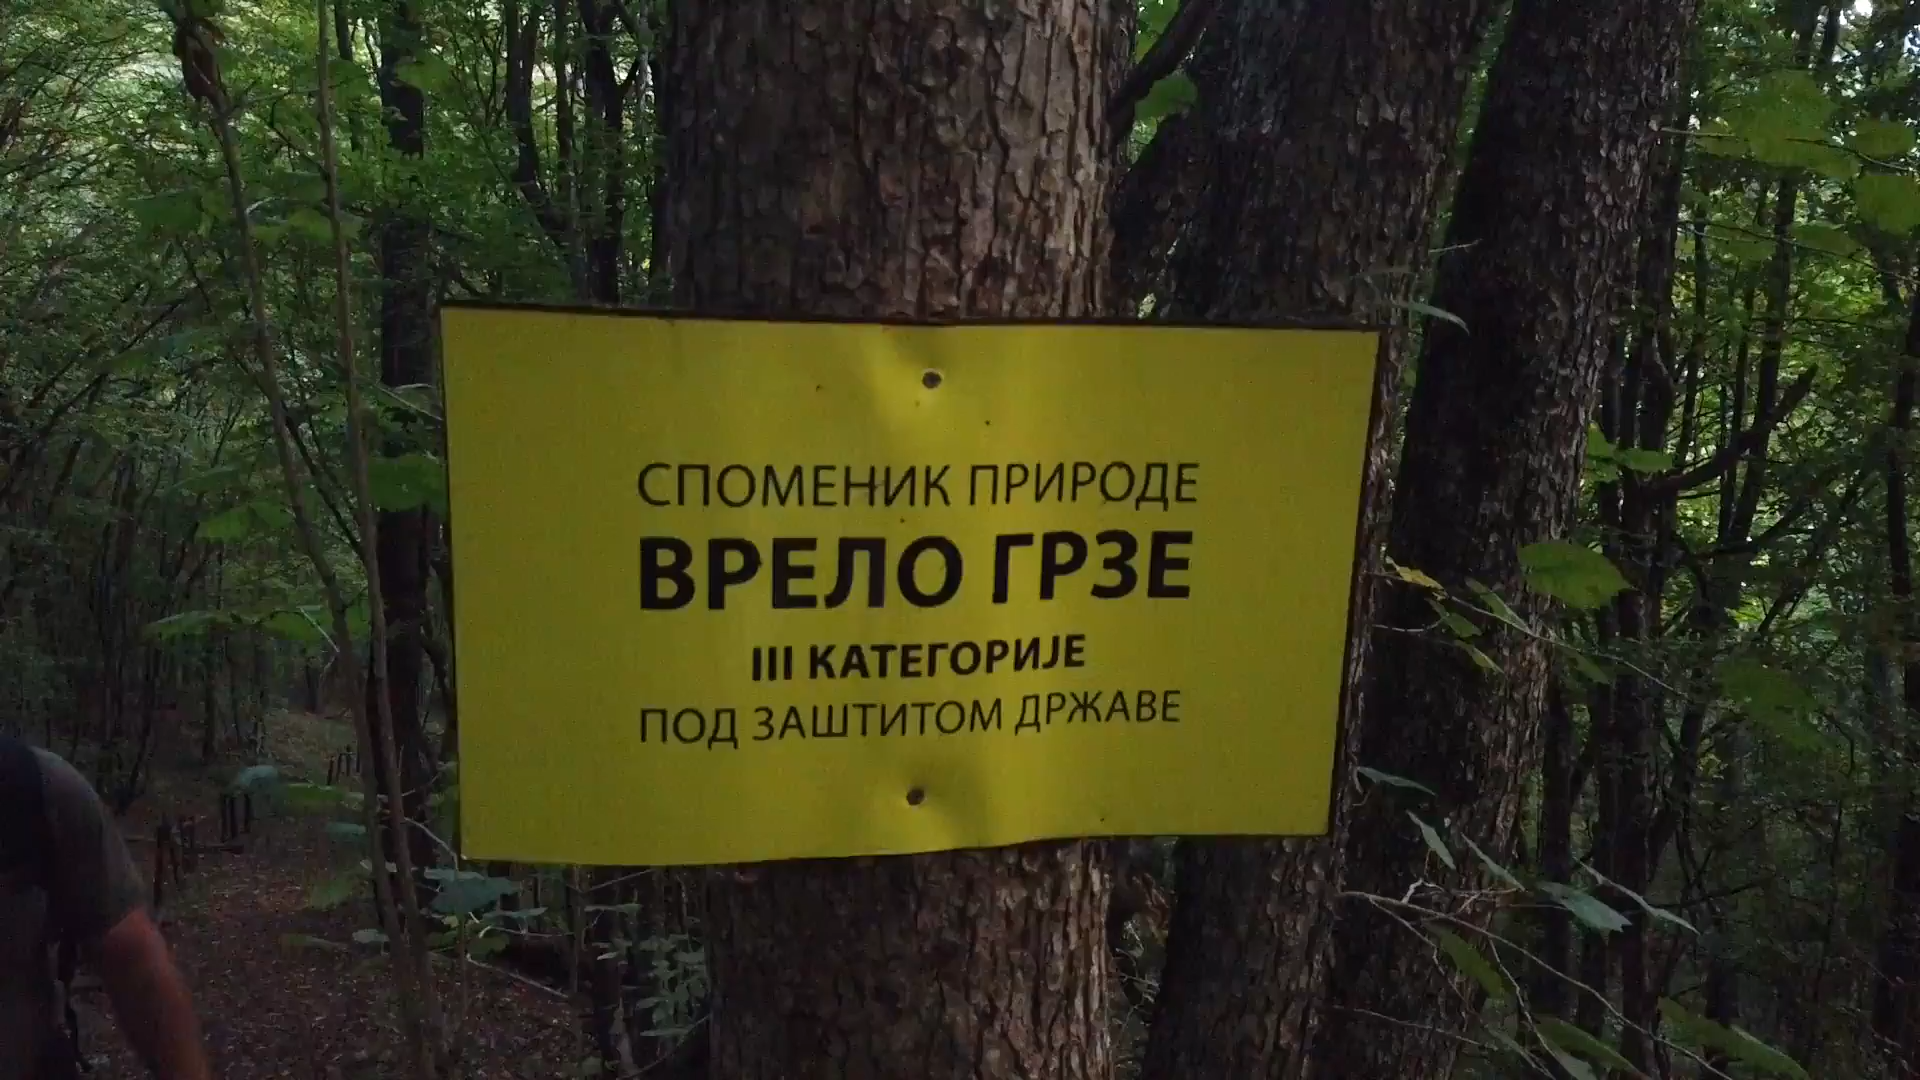 СПОМЕНИК ПРИРОДЕ
ВРЕЛО ГРЗЕ
III КАТЕГОРИЈЕ
ПОД ЗАШТИТОМ ДРЖАВЕ